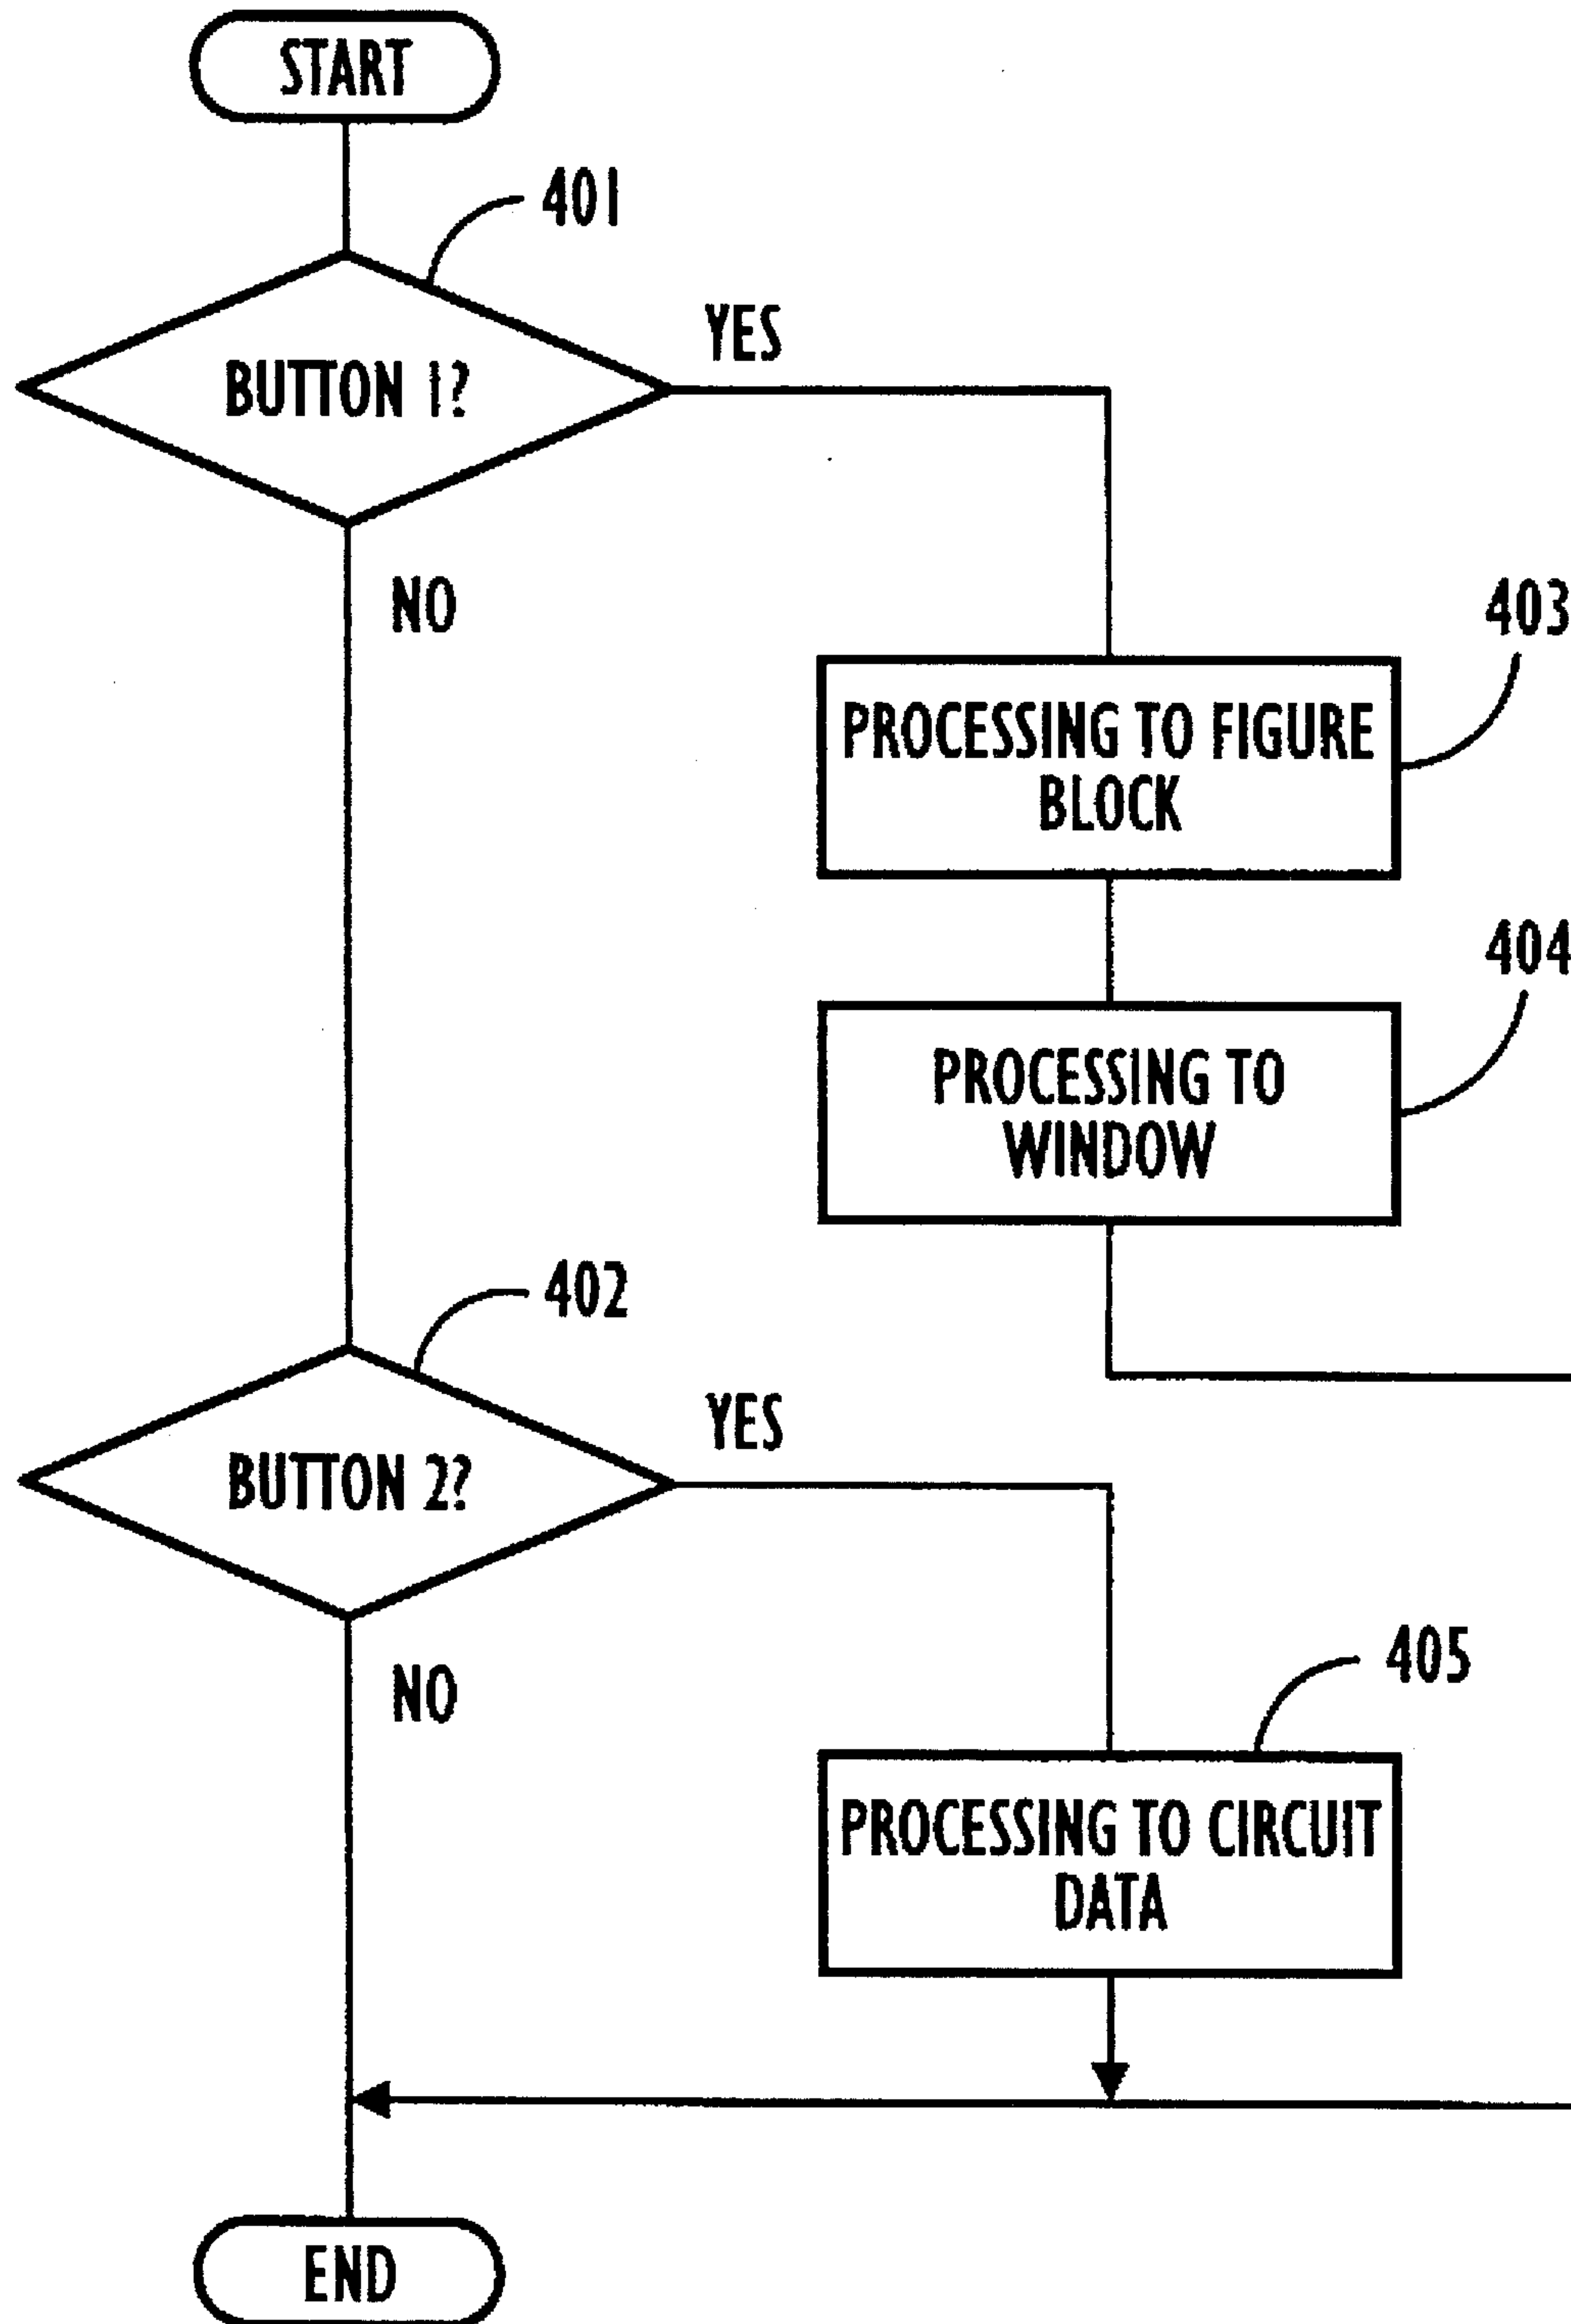 START
401
YES
BUTTON 1?
NO
403
PROCESSING TO FIGURE
BLOCK
404
PROCESSING TO
WINDOW
402
YES
BUTTON 2?
405
NO
PROCESSING TO CIRCUIT
DATA
END